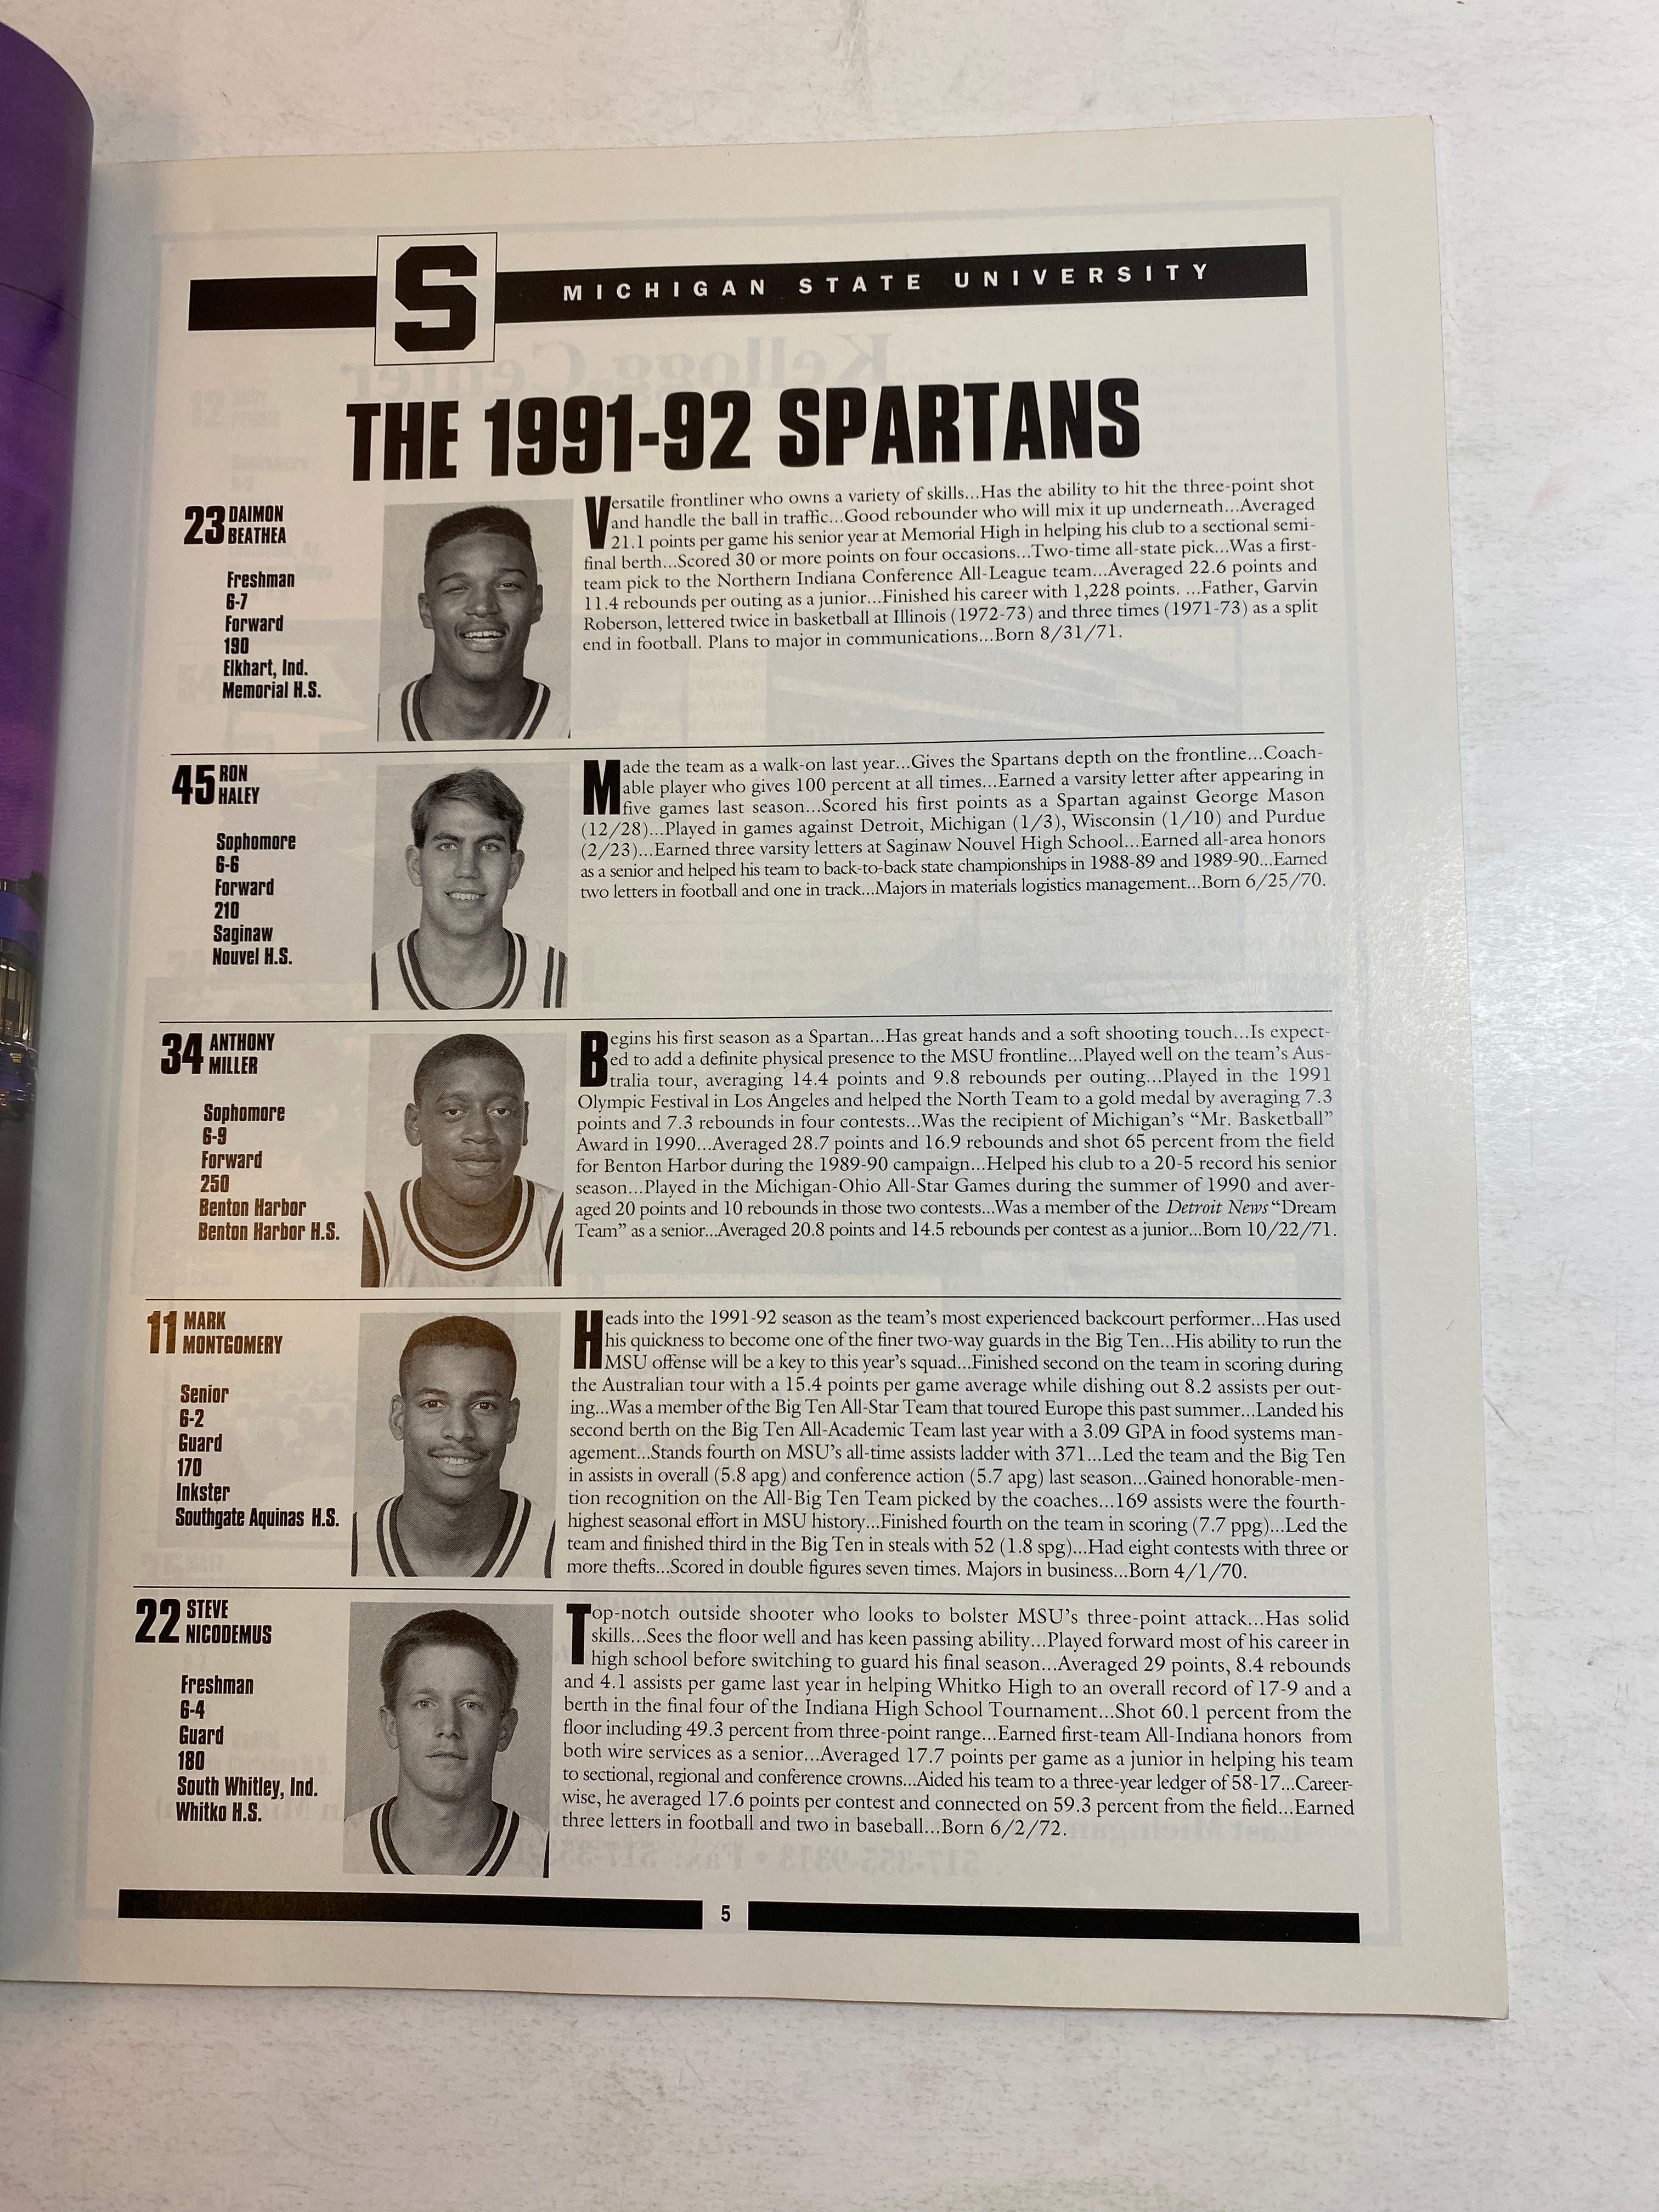 S
MICHIGAN STATE UNIVERSITY
THE 1991-92 SPARTANS
23 DAIMON
BEATHEA
Freshman
6-7
Forward
190
Elkhart, Ind.
Memorial H.S.
Versatile frontliner who owns a variety of skills...Has the ability to hit the three-point shot
and handle the ball in traffic...Good rebounder who will mix it up underneath...Averaged
21.1 points per game his senior year at Memorial High in helping his club to a sectional semi-
final berth...Scored 30 or more points on four occasions...Two-time all-state pick...Was a first-
team pick to the Northern Indiana Conference All-League team...Averaged 22.6 points and
11.4 rebounds per outing as a junior...Finished his career with 1,228 points. ...Father, Garvin
Roberson, lettered twice in basketball at Illinois (1972-73) and three times (1971-73) as a split
end in football. Plans to major in communications...Born 8/31/71.
45 RON
HALEY
Sophomore
6-6
Forward
210
Saginaw
Nouvel H.S.
Made the team as a walk-on last year...Gives the Spartans depth on the frontline...Coach-
able player who gives 100 percent at all times...Earned a varsity letter after appearing in
five games last season...Scored his first points as a Spartan against George Mason
(12/28)...Played in games against Detroit, Michigan (1/3), Wisconsin (1/10) and Purdue
(2/23)...Earned three varsity letters at Saginaw Nouvel High School...Earned all-area honors
as a senior and helped his team to back-to-back state championships in 1988-89 and 1989-90...Earned
two letters in football and one in track...Majors in materials logistics management...Born 6/25/70.
34 ANTHONY
MILLER
Sophomore
6-9
Forward
250
Benton Harbor
Benton Harbor H.S.
Begins his first season as a Spartan...Has great hands and a soft shooting touch...Is expect-
ed to add a definite physical presence to the MSU frontline...Played well on the team's Aus-
tralia tour, averaging 14.4 points and 9.8 rebounds per outing...Played in the 1991
Olympic Festival in Los Angeles and helped the North Team to a gold medal by averaging 7.3
points and 7.3 rebounds in four contests...Was the recipient of Michigan's "Mr. Basketball"
Award in 1990...Averaged 28.7 points and 16.9 rebounds and shot 65 percent from the field
for Benton Harbor during the 1989-90 campaign...Helped his club to a 20-5 record his senior
season...Played in the Michigan-Ohio All-Star Games during the summer of 1990 and aver-
aged 20 points and 10 rebounds in those two contests...Was a member of the Detroit News "Dream
Team" as a senior...Averaged 20.8 points and 14.5 rebounds per contest as a junior...Born 10/22/71.
11 MARK
MONTGOMERY
Senior
6-2
Guard
170
Inkster
Southgate Aquinas H.S.
Heads into the 1991-92 season as the team's most experienced backcourt performer...Has used
his quickness to become one of the finer two-way guards in the Big Ten...His ability to run the
MSU offense will be a key to this year's squad...Finished second on the team in scoring during
the Australian tour with a 15.4 points per game average while dishing out 8.2 assists per out-
ing...Was a member of the Big Ten All-Star Team that toured Europe this past summer...Landed his
second berth on the Big Ten All-Academic Team last year with a 3.09 GPA in food systems man-
agement...Stands fourth on MSU's all-time assists ladder with 371...Led the team and the Big Ten
in assists in overall (5.8 apg) and conference action (5.7 apg) last season...Gained honorable-men-
tion recognition on the All-Big Ten Team picked by the coaches...169 assists were the fourth-
highest seasonal effort in MSU history...Finished fourth on the team in scoring (7.7 ppg)...Led the
team and finished third in the Big Ten in steals with 52 (1.8 spg)...Had eight contests with three or
more thefts...Scored in double figures seven times. Majors in business...Born 4/1/70.
22 STEVE
NICODEMUS
Freshman
6-4
Guard
180
South Whitley, Ind.
Whitko H.S.
Top-notch outside shooter who looks to bolster MSU's three-point attack...Has solid
skills...Sees the floor well and has keen passing ability...Played forward most of his career in
high school before switching to guard his final season...Averaged 29 points, 8.4 rebounds
and 4.1 assists per game last year in helping Whitko High to an overall record of 17-9 and a
berth in the final four of the Indiana High School Tournament...Shot 60.1 percent from the
floor including 49.3 percent from three-point range...Earned first-team All-Indiana honors from
both wire services as a senior...Averaged 17.7 points per game as a junior in helping his team
to sectional, regional and conference crowns...Aided his team to a three-year ledger of 58-17...Career-
wise, he averaged 17.6 points per contest and connected on 59.3 percent from the field...Earned
three letters in football and two in baseball...Born 6/2/72.
5